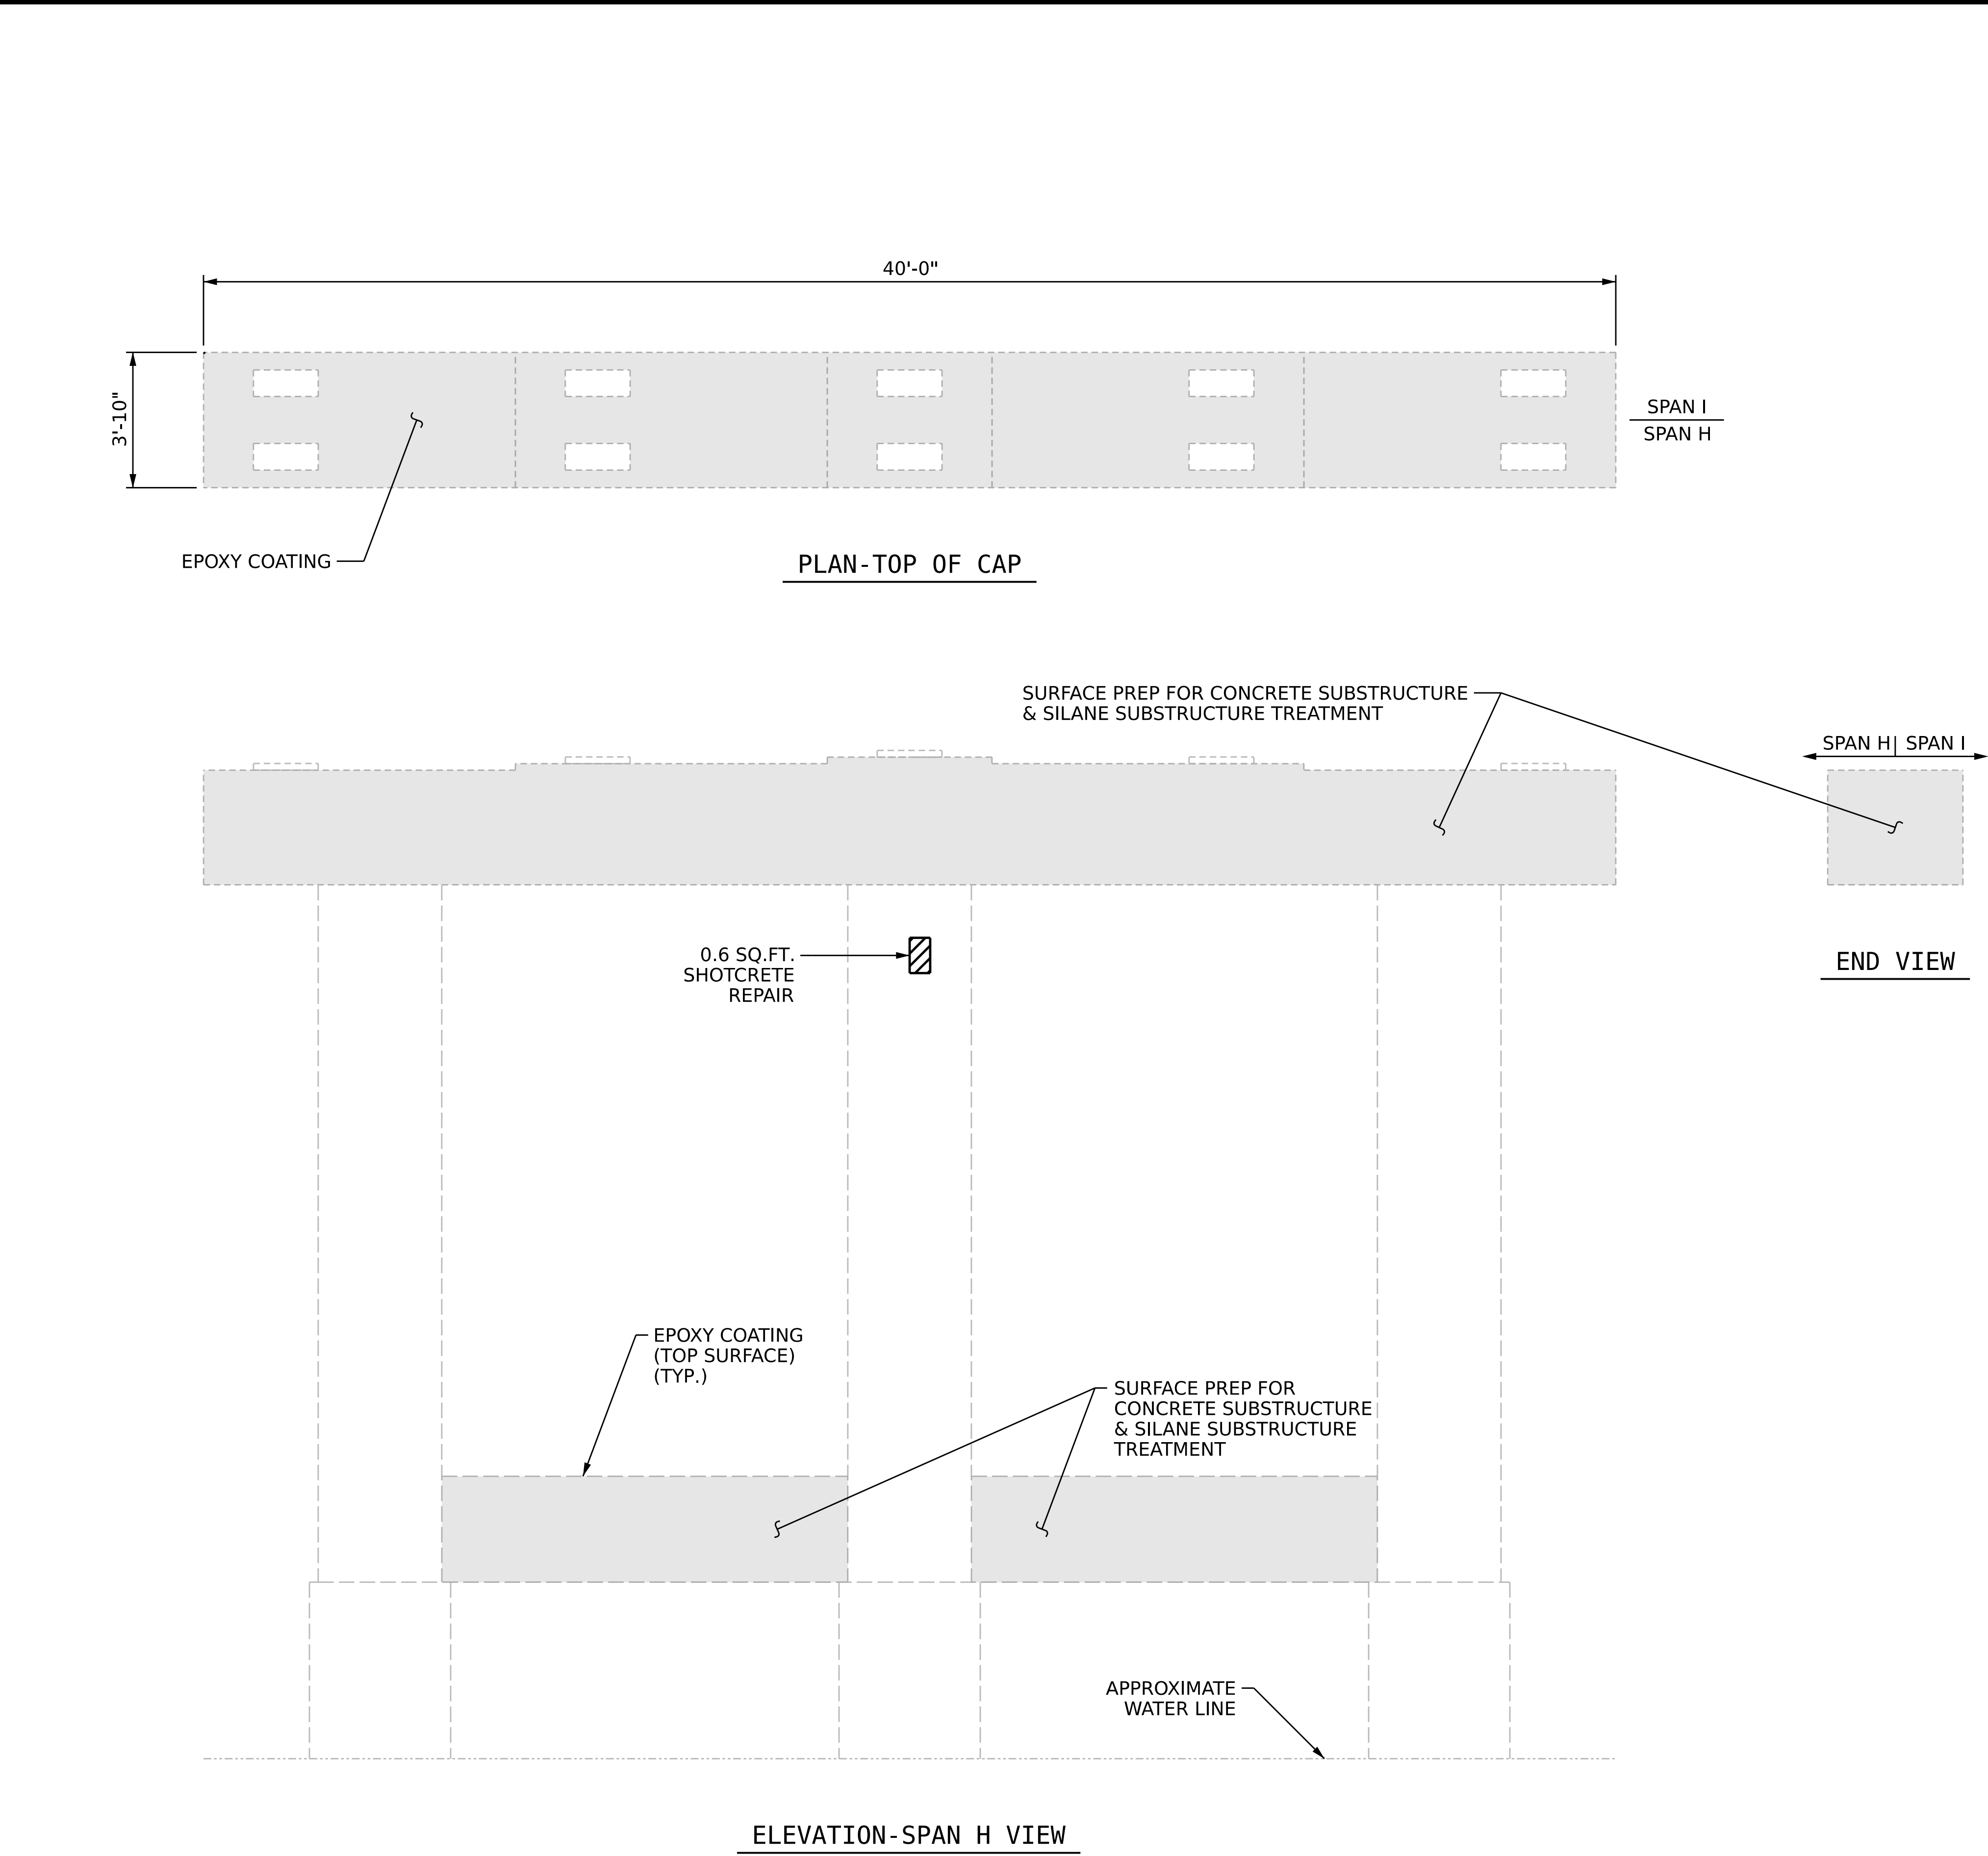 40'-0"
3'-10"
SPAN I
SPAN H
EPOXY COATING
PLAN-TOP OF CAP
SURFACE PREP FOR CONCRETE SUBSTRUCTURE
& SILANE SUBSTRUCTURE TREATMENT
SPAN H| SPAN I
0.6 SQ.FT.
SHOTCRETE
REPAIR
END VIEW
EPOXY COATING
(TOP SURFACE)
(TYP.)
SURFACE PREP FOR
CONCRETE SUBSTRUCTURE
& SILANE SUBSTRUCTURE
TREATMENT
APPROXIMATE
WATER LINE
ELEVATION-SPAN H VIEW